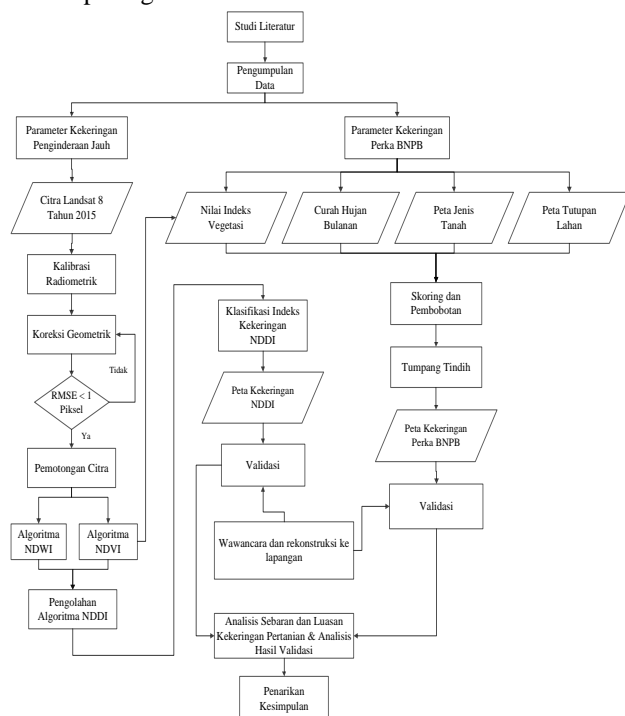 Studi Literatur
Pengumpulan
Data
Parameter Kekeringan
Penginderaan Jauh
Parameter Kekeringan
Perka BNPB
Citra Landsat 8
Tahun 2015
Nilai Indeks
Vegetasi
Curah Hujan
Bulanan
Peta Jenis
Tanah
Peta Tutupan
Lahan
Kalibrasi
Radiometrik
Koreksi Geometrik
Tidak
RMSE < 1
Piksel
Ya
Pemotongan Citra
Algoritma
NDWI
Algoritma
NDVI
Pengolahan
Algoritma NDDI
Klasifikasi Indeks
Kekeringan
NDDI
Peta Kekeringan
NDDI
Validasi
Skoring dan
Pembobotan
Tumpang Tindih
Peta Kekeringan
Perka BNPB
Validasi
Wawancara dan rekonstruksi ke
lapangan
Analisis Sebaran dan Luasan
Kekeringan Pertanian & Analisis
Hasil Validasi
Penarikan
Kesimpulan